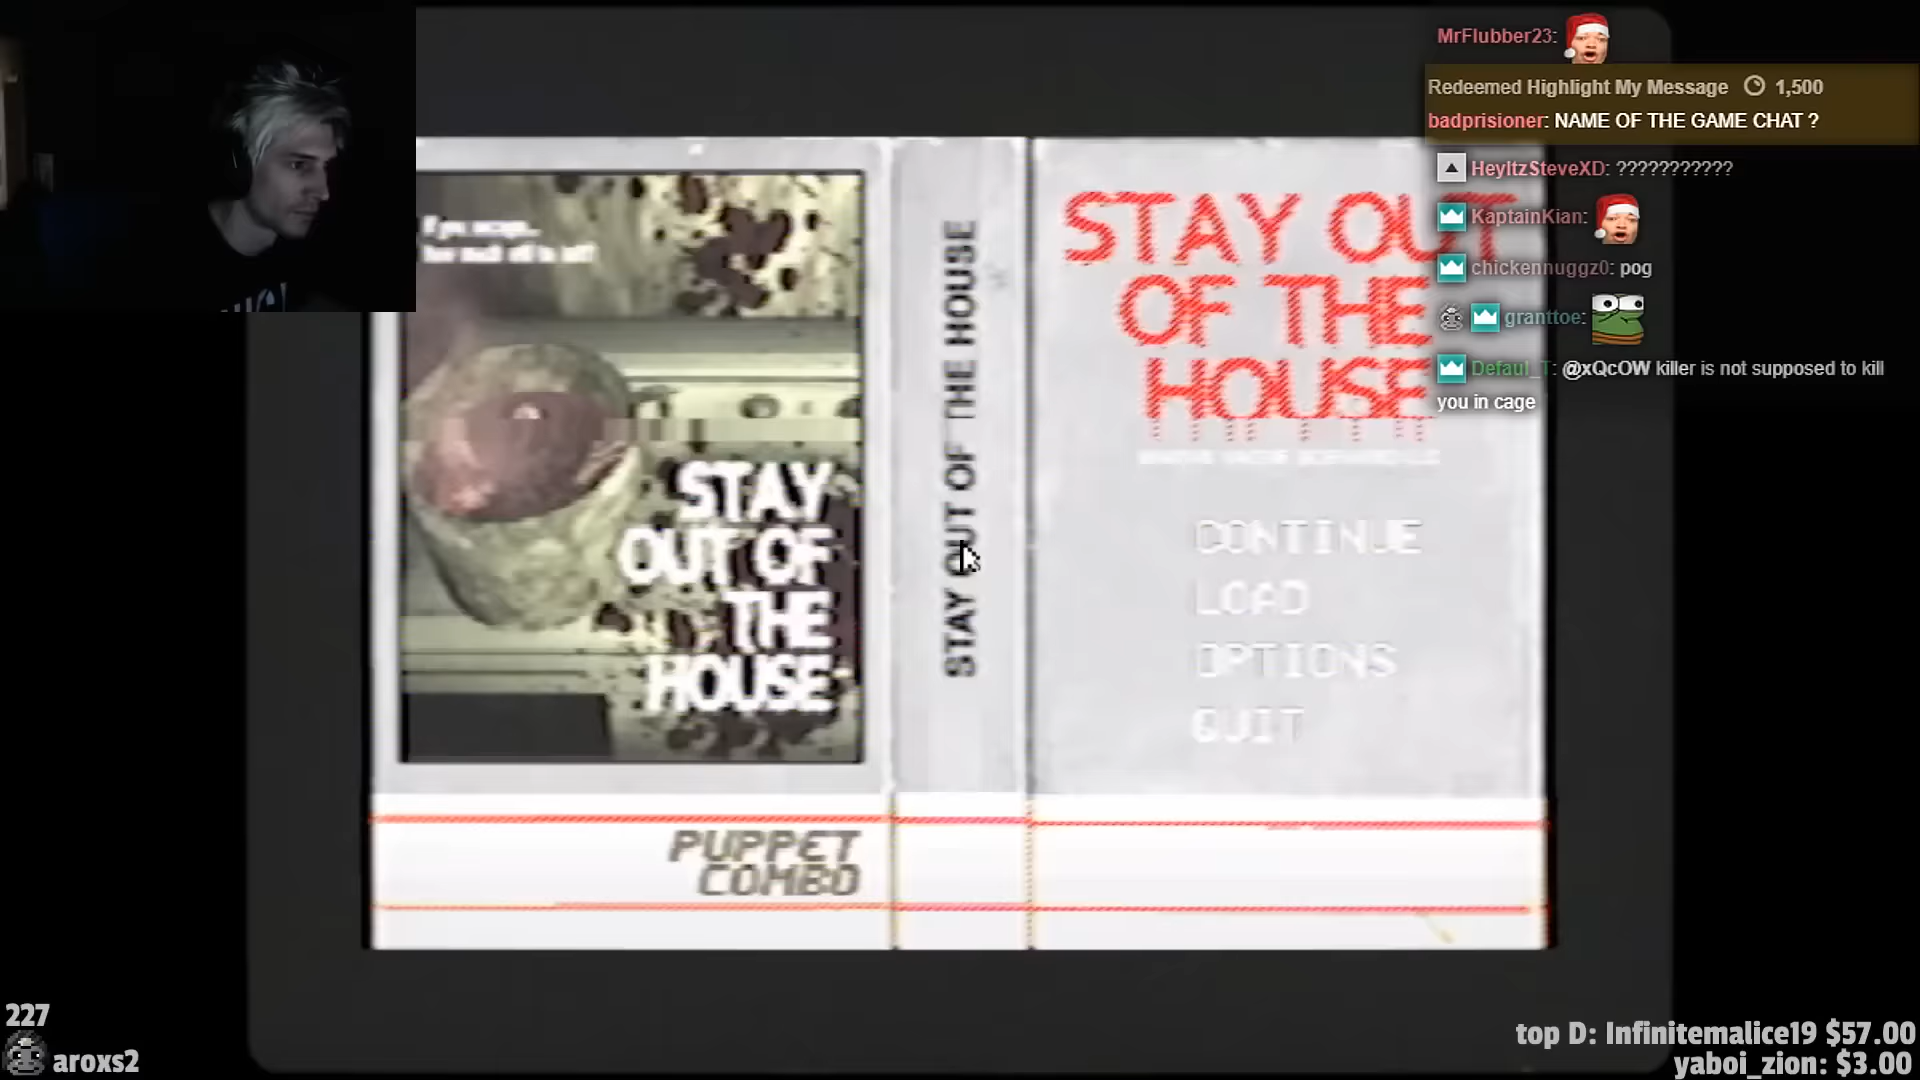 MrFlubber23:
Redeemed Highlight My Message 1,500
badprisioner: NAME OF THE GAME CHAT ?
HeyItzSteveXD: ???????????
KaptainKian:
chickennuggz0: pog
granttoe:
Defaul_T: @xQcOW killer is not supposed to kill
you in cage
STAY
OUT OF
THE
HOUSE
PUPPET
COMBO
STAY OUT OF THE HOUSE
STAY OUT
OF THE
HOUSE
CONTINUE
LOAD
OPTIONS
QUIT
227
aroxs2
top D: Infinitemalice19 $57.00
yaboi_zion: $3.00